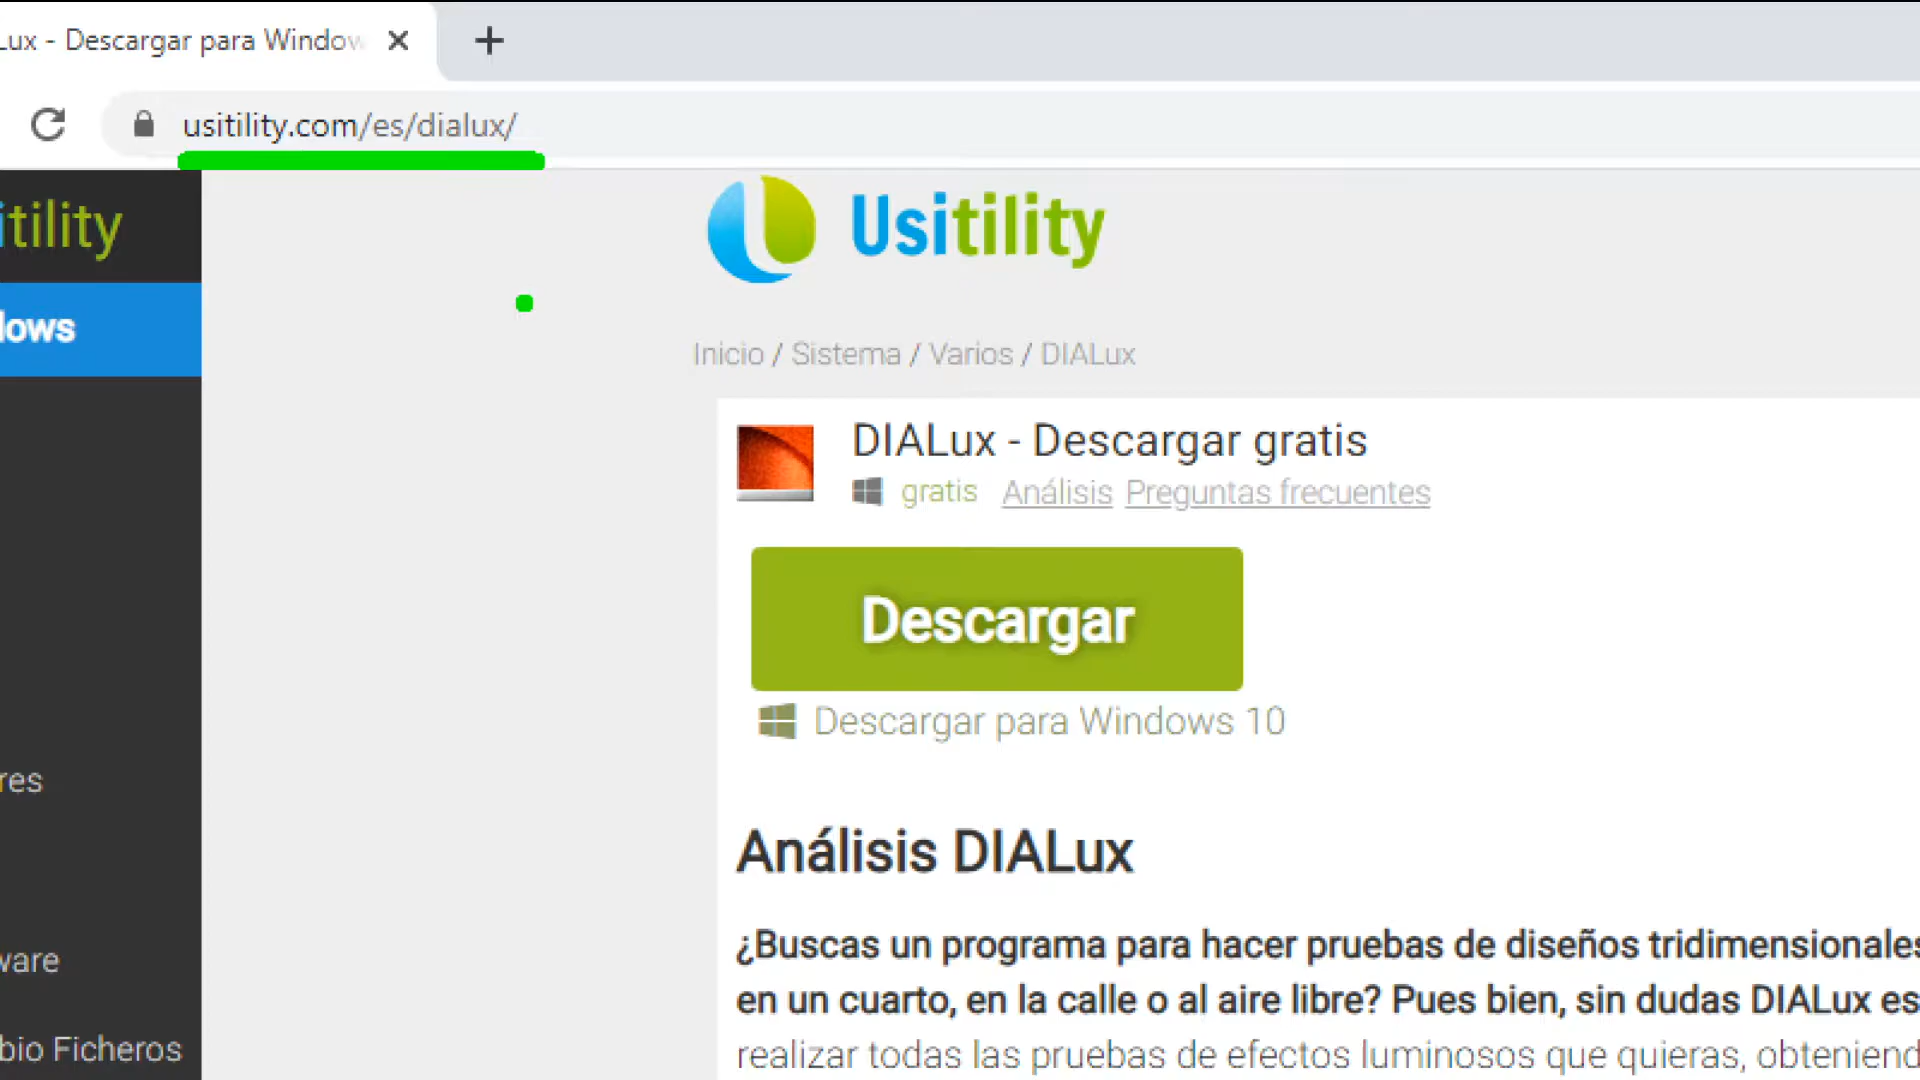 Lux - Descargar para Window
usitility.com/es/dialux/
itility
Usitility
lows
Inicio / Sistema / Varios / DIALux
DIALux - Descargar gratis
gratis Análisis Preguntas frecuentes
Descargar
Descargar para Windows 10
res
Análisis DIALux
¿Buscas un programa para hacer pruebas de diseños tridimensionales
ware
en un cuarto, en la calle o al aire libre? Pues bien, sin dudas DIALux es
bio Ficheros
realizar todas las pruebas de efectos luminosos que quieras, obteniend